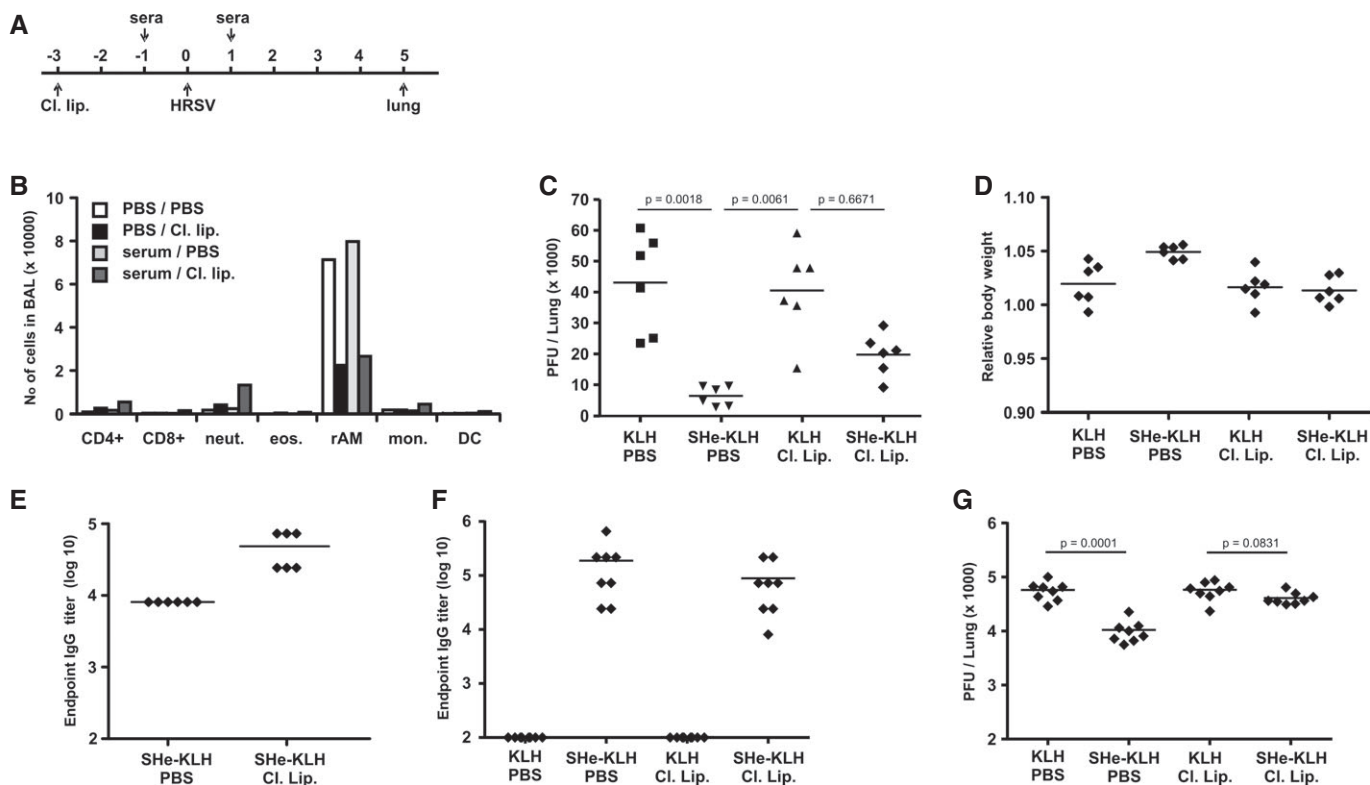 A
sera
sera
-3 -2 -1 0 1 2 3 4 5
Cl. lip.
HRSV
lung
B
No of cells in BAL (x 10000)
10
8
6
4
2
0
PBS / PBS
PBS / Cl. lip.
serum / PBS
serum / Cl. lip.
CD4+ CD8+ neut. eos. rAM mon. DC
C
PFU / Lung (x 1000)
70
60
50
40
30
20
10
0
p = 0.0018
p = 0.0061
p = 0.6671
KLH
PBS
SHe-KLH
PBS
KLH
Cl. Lip.
SHe-KLH
Cl. Lip.
D
Relative body weight
1.10
1.05
1.00
0.95
0.90
KLH
PBS
SHe-KLH
PBS
KLH
Cl. Lip.
SHe-KLH
Cl. Lip.
E
Endpoint IgG titer (log 10)
5
4
3
2
SHe-KLH
PBS
SHe-KLH
Cl. Lip.
F
Endpoint IgG titer (log 10)
6
5
4
3
2
KLH
PBS
SHe-KLH
PBS
KLH
Cl. Lip.
SHe-KLH
Cl. Lip.
G
PFU / Lung (x 1000)
6
5
4
3
2
p = 0.0001
p = 0.0831
KLH
PBS
SHe-KLH
PBS
KLH
Cl. Lip.
SHe-KLH
Cl. Lip.